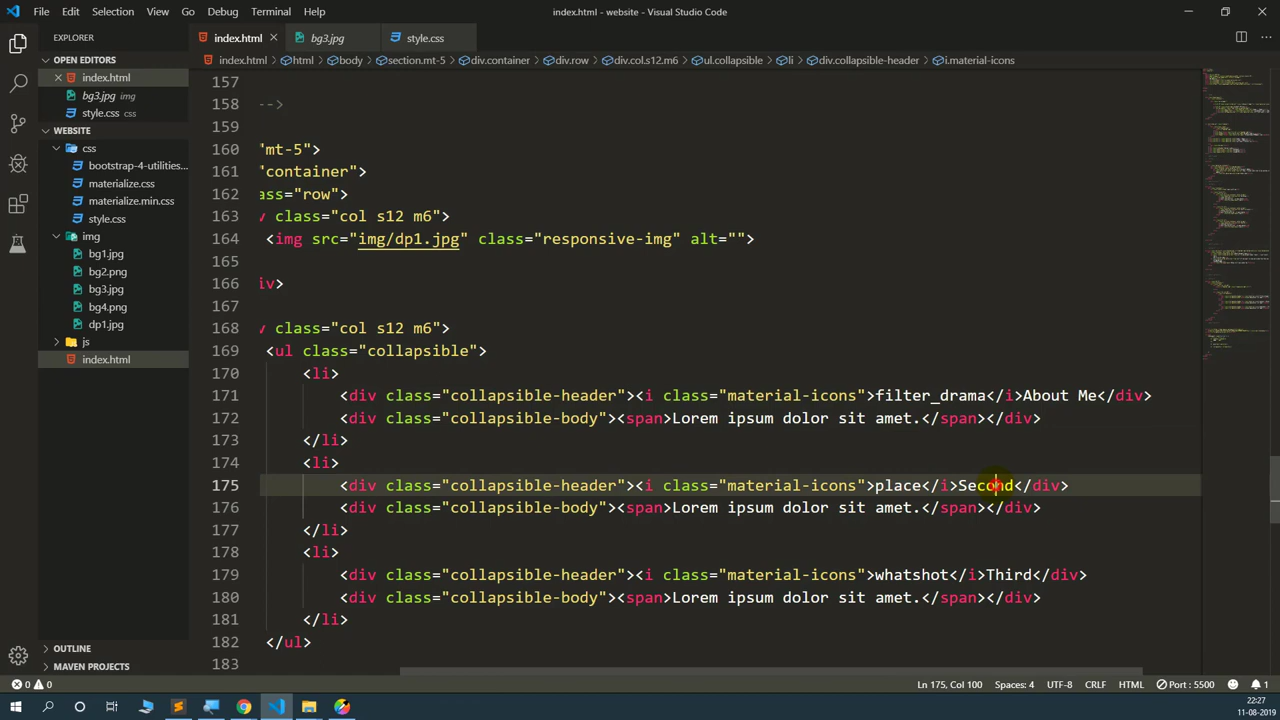 File Edit Selection View Go Debug Terminal Help
index.html - website - Visual Studio Code
EXPLORER
OPEN EDITORS
index.html
bg3.jpg img
style.css css
WEBSITE
css
bootstrap-4-utilities...
materialize.css
materialize.min.css
style.css
img
bg1.jpg
bg2.png
bg3.jpg
bg4.png
dp1.jpg
js
index.html
OUTLINE
MAVEN PROJECTS
index.html bg3.jpg style.css
index.html html body section.mt-5 div.container div.row div.col.s12.m6 ul.collapsible li div.collapsible-header i.material-icons
157
158 -->
159
160 "mt-5">
161 "container">
162 ass="row">
163 v class="col s12 m6">
164 <img src="img/dp1.jpg" class="responsive-img" alt="">
165
166 iv>
167
168 v class="col s12 m6">
169 <ul class="collapsible">
170 <li>
171 <div class="collapsible-header"><i class="material-icons">filter_drama</i>About Me</div>
172 <div class="collapsible-body"><span>Lorem ipsum dolor sit amet.</span></div>
173 </li>
174 <li>
175 <div class="collapsible-header"><i class="material-icons">place</i>Second</div>
176 <div class="collapsible-body"><span>Lorem ipsum dolor sit amet.</span></div>
177 </li>
178 <li>
179 <div class="collapsible-header"><i class="material-icons">whatshot</i>Third</div>
180 <div class="collapsible-body"><span>Lorem ipsum dolor sit amet.</span></div>
181 </li>
182 </ul>
183
0 0 Ln 175, Col 100 Spaces: 4 UTF-8 CRLF HTML Port : 5500 1
22:27
11-08-2019